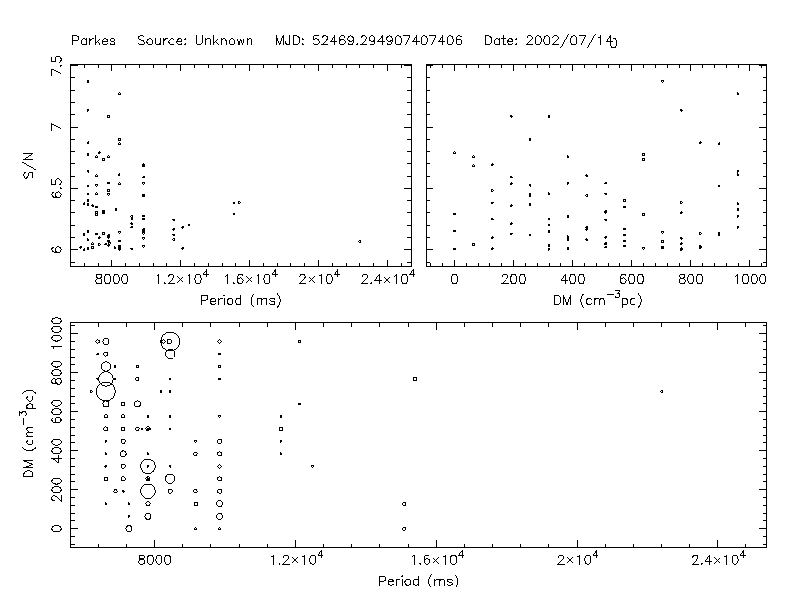 Parkes Source: Unknown MJD: 52469.294907407406 Date: 2002/07/140
7.5
7
6.5
6
S/N
8000 1.2×10^4 1.6×10^4 2×10^4 2.4×10^4
Period (ms)
0 200 400 600 800 1000
DM (cm^-3pc)
1000
800
600
400
200
0
DM (cm^-3pc)
8000 1.2×10^4 1.6×10^4 2×10^4 2.4×10^4
Period (ms)